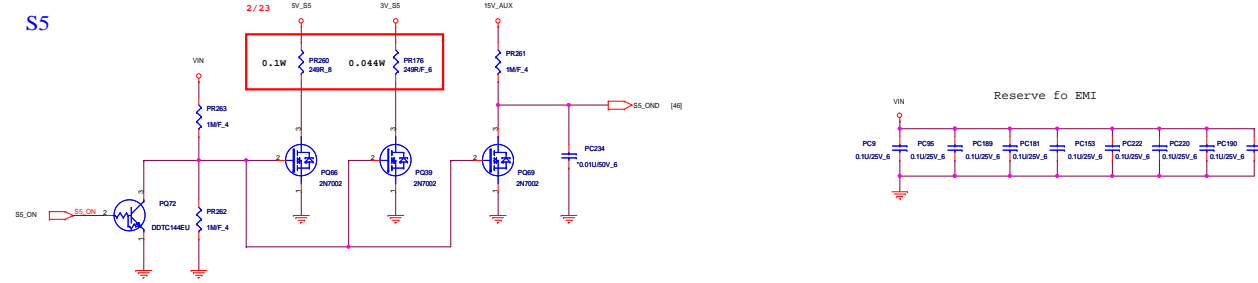 S5
2/23
5V_S5
3V_S5
15V_AUX
VIN
0.1W
PR260
249R_8
0.044W
PR176
249R/F_6
PR261
1M/F_4
PR263
1M/F_4
S5_OND
[46]
PC234
*0.01U/50V_6
3
2
1
PQ66
2N7002
3
2
1
PQ39
2N7002
3
2
1
PQ69
2N7002
S5_ON
S5_ON
2
3
1
PQ72
DDTC144EU
PR262
1M/F_4
Reserve fo EMI
VIN
PC9
0.1U/25V_6
PC95
0.1U/25V_6
PC189
0.1U/25V_6
PC181
0.1U/25V_6
PC153
0.1U/25V_6
PC222
0.1U/25V_6
PC220
0.1U/25V_6
PC190
0.1U/25V_6